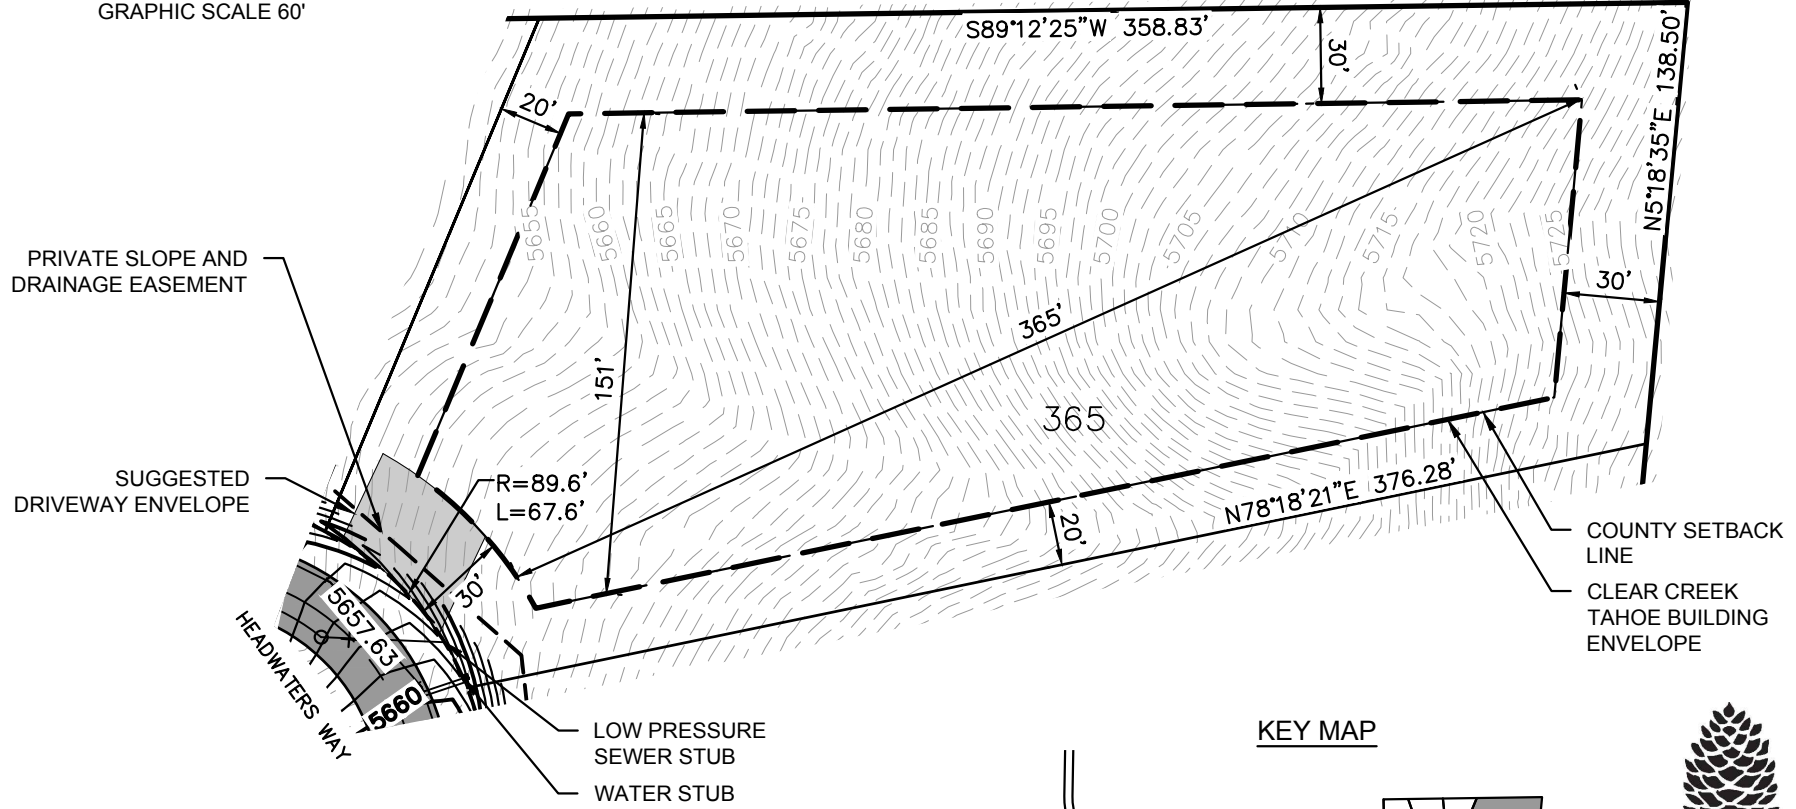 GRAPHIC SCALE 60'
S89°12'25"W 358.83'
30'
N5°18'35"E 138.50'
20'
5655
5660
5665
5670
5675
5680
5685
5690
5695
5700
5705
5715
5720
5725
PRIVATE SLOPE AND
DRAINAGE EASEMENT
30'
365'
151'
365
SUGGESTED
DRIVEWAY ENVELOPE
R=89.6'
L=67.6'
N78°18'21"E 376.28'
20'
COUNTY SETBACK
LINE
30'
CLEAR CREEK
TAHOE BUILDING
ENVELOPE
5657.63
HEADWATERS WAY
5660
LOW PRESSURE
SEWER STUB
WATER STUB
KEY MAP